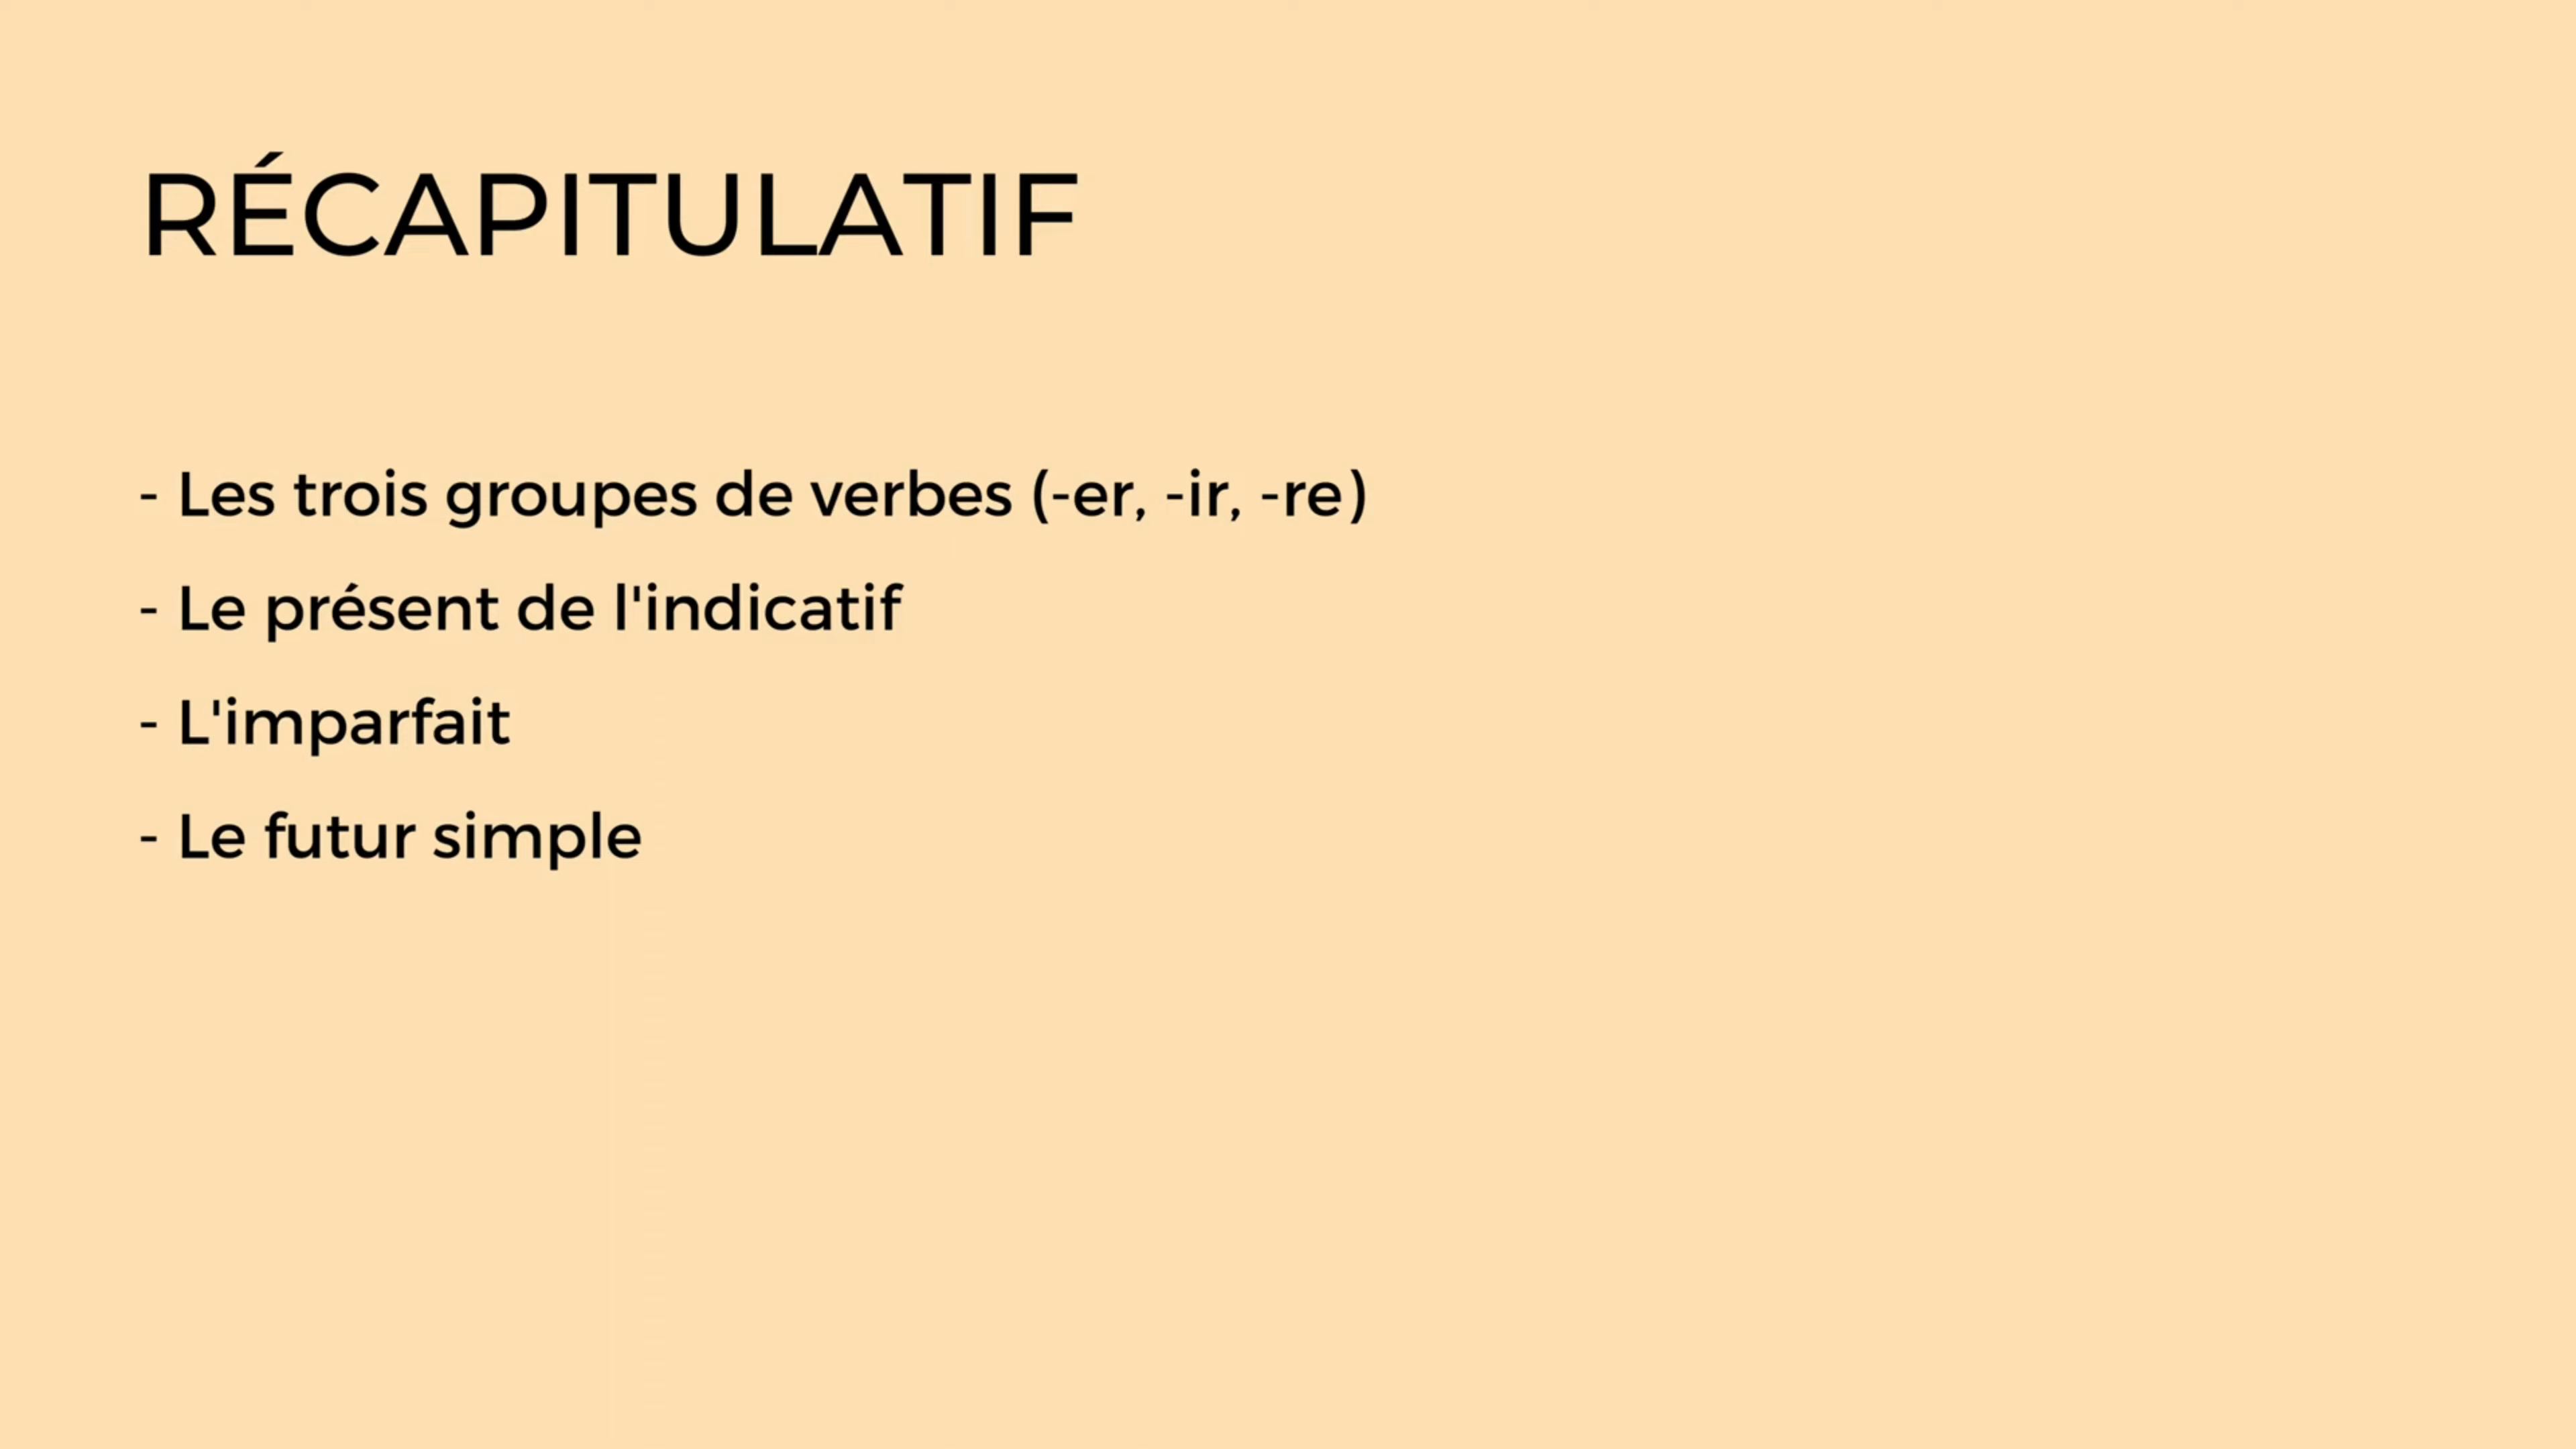 RÉCAPITULATIF
- Les trois groupes de verbes (-er, -ir, -re)
- Le présent de l'indicatif
- L'imparfait
- Le futur simple